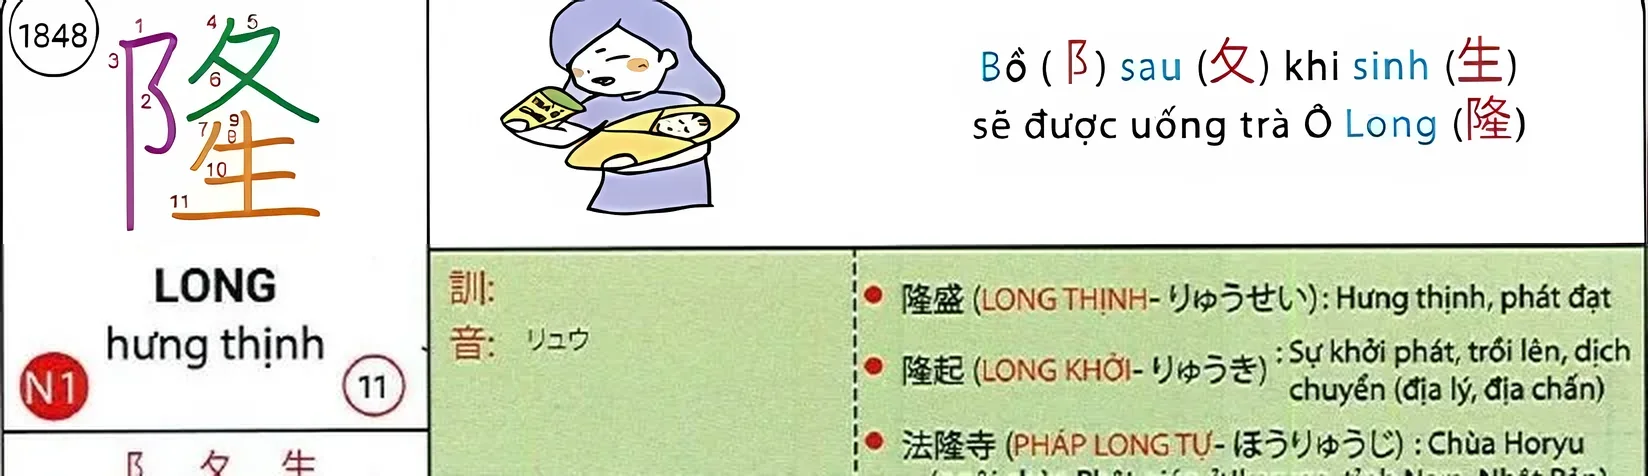 1848
1
2
3
4
5
6
7
8
9
10
11
隆
LONG
hưng thịnh
N1
11
阝 夂 生
Bồ (阝) sau (夂) khi sinh (生)
sẽ được uống trà Ô Long (隆)
訓:
音: リュウ
隆盛 (LONG THỊNH- りゅうせい) : Hưng thịnh, phát đạt
隆起 (LONG KHỞI- りゅうき) : Sự khởi phát, trồi lên, dịch
chuyển (địa lý, địa chấn)
法隆寺 (PHÁP LONG TỰ- ほうりゅうじ) : Chùa Horyu